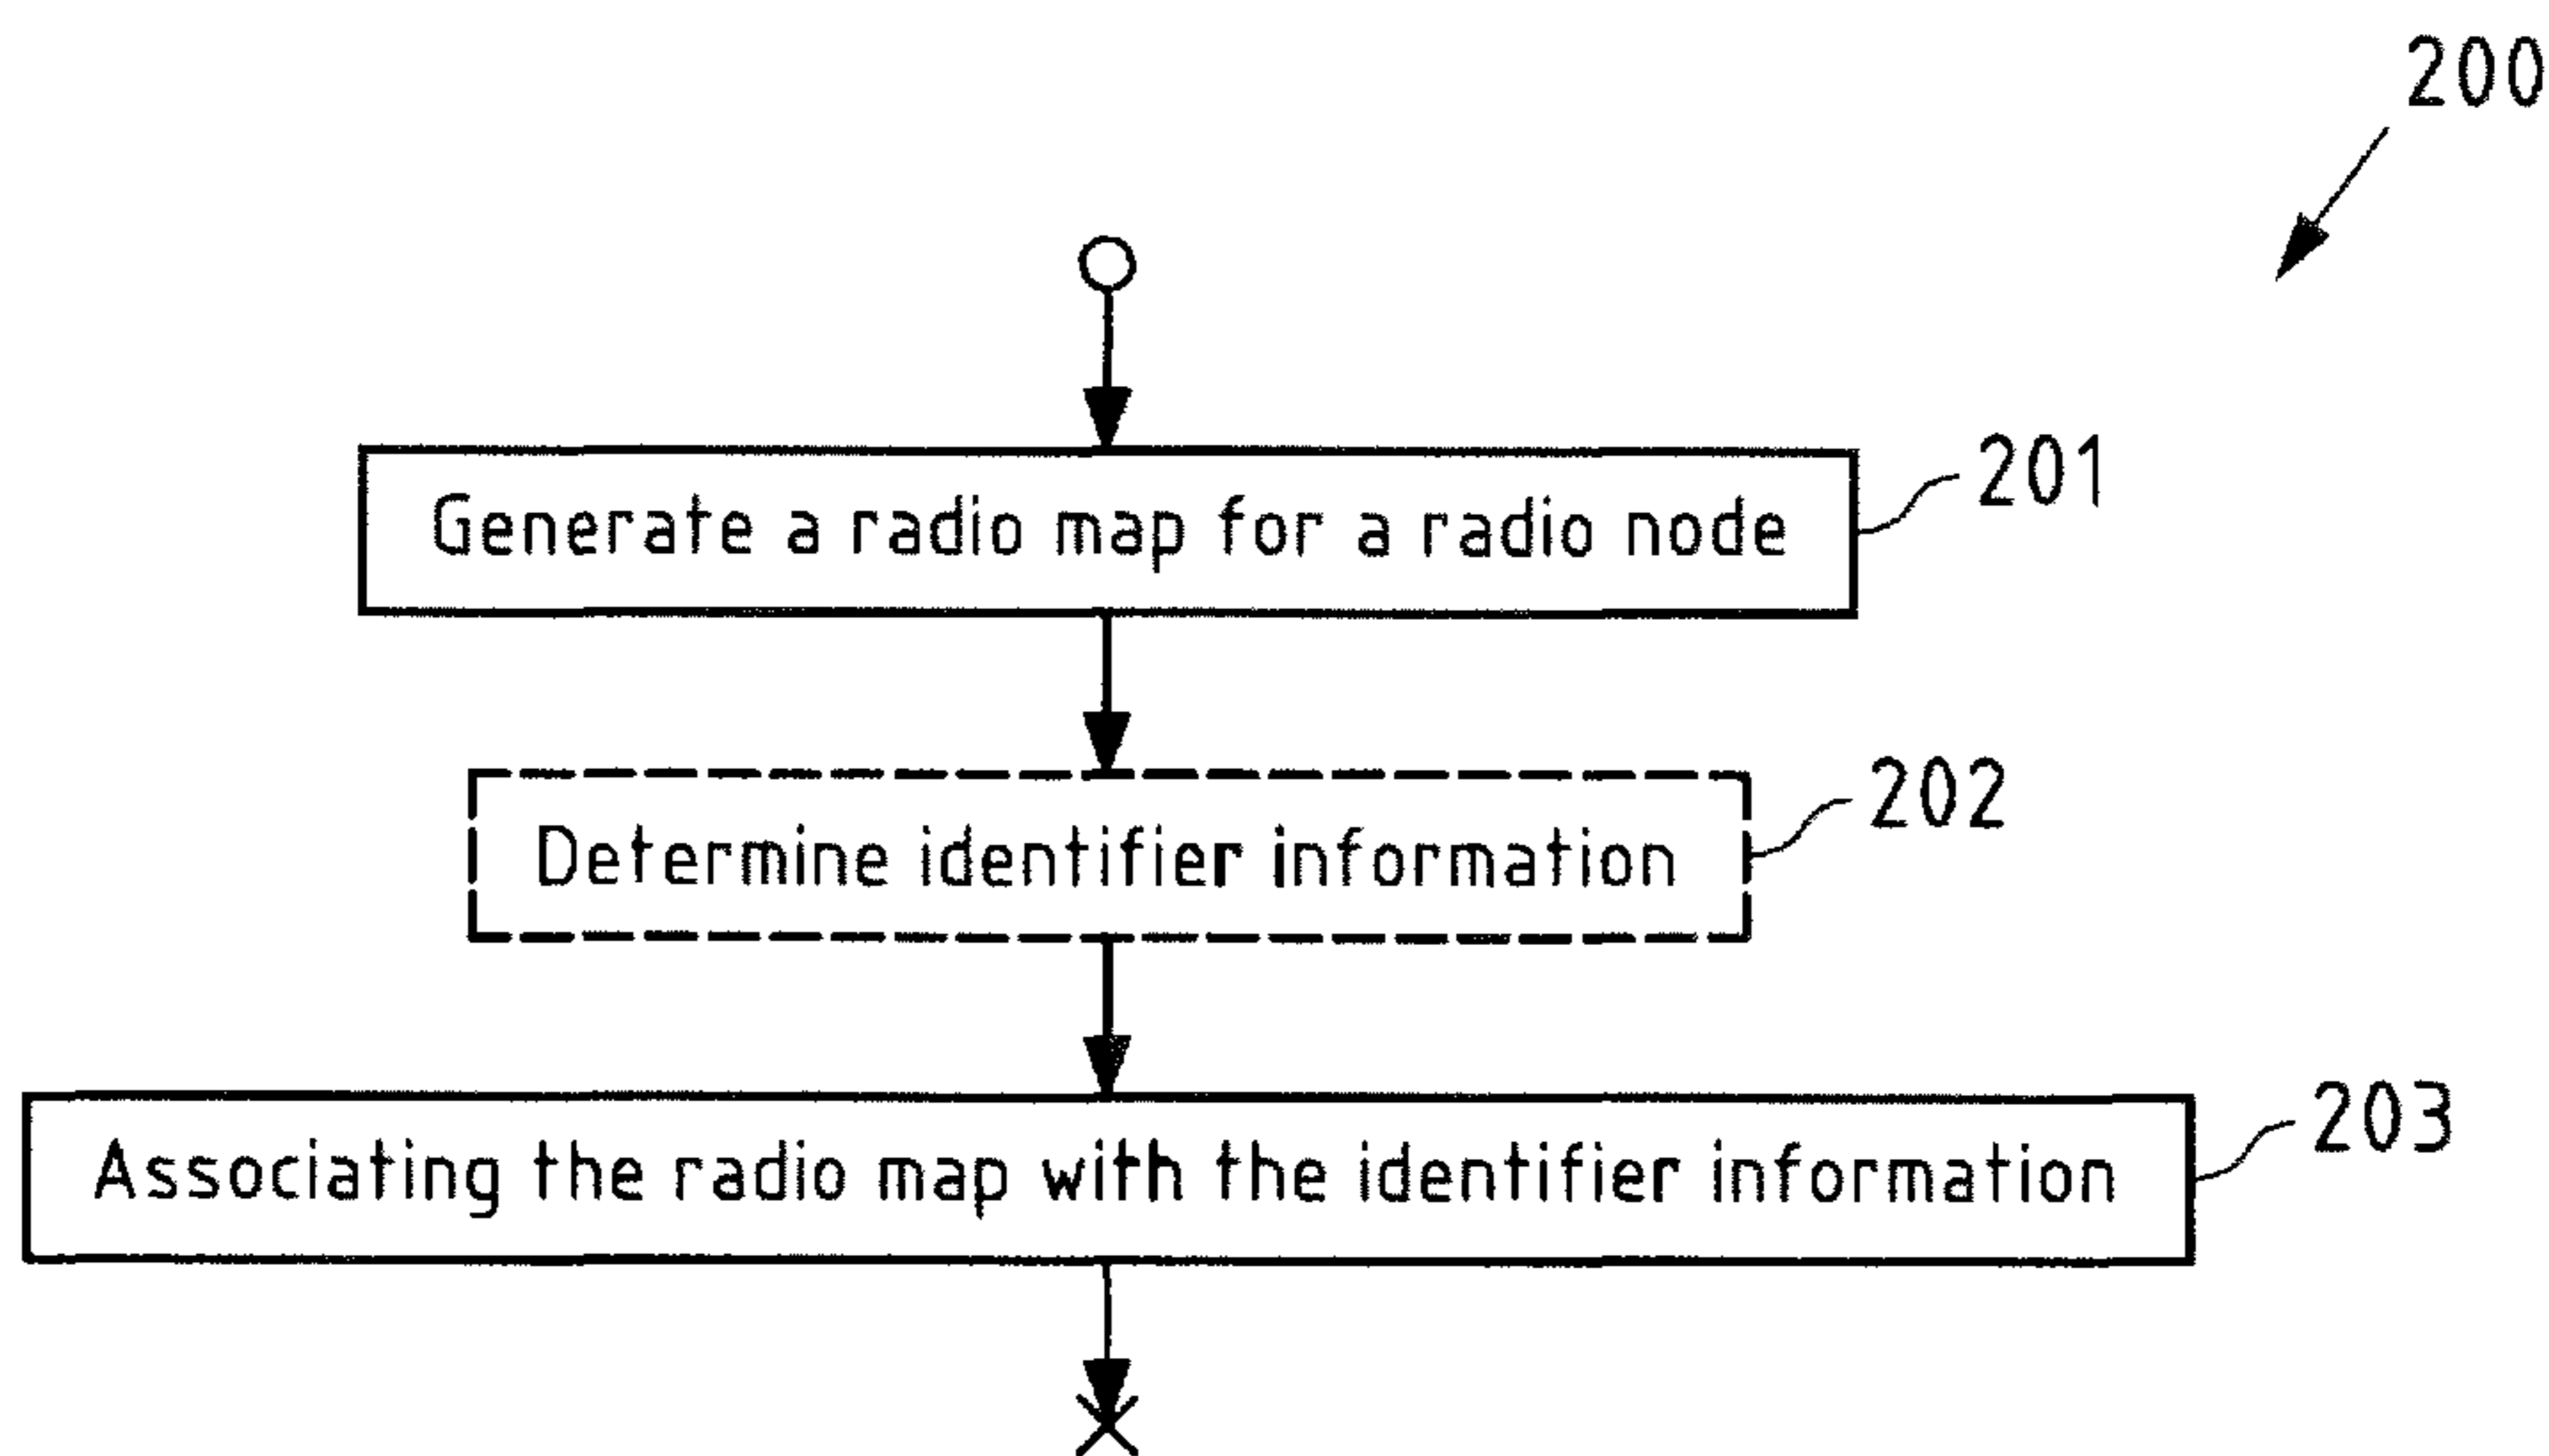 200
Generate a radio map for a radio node
201
Determine identifier information
202
Associating the radio map with the identifier information
203